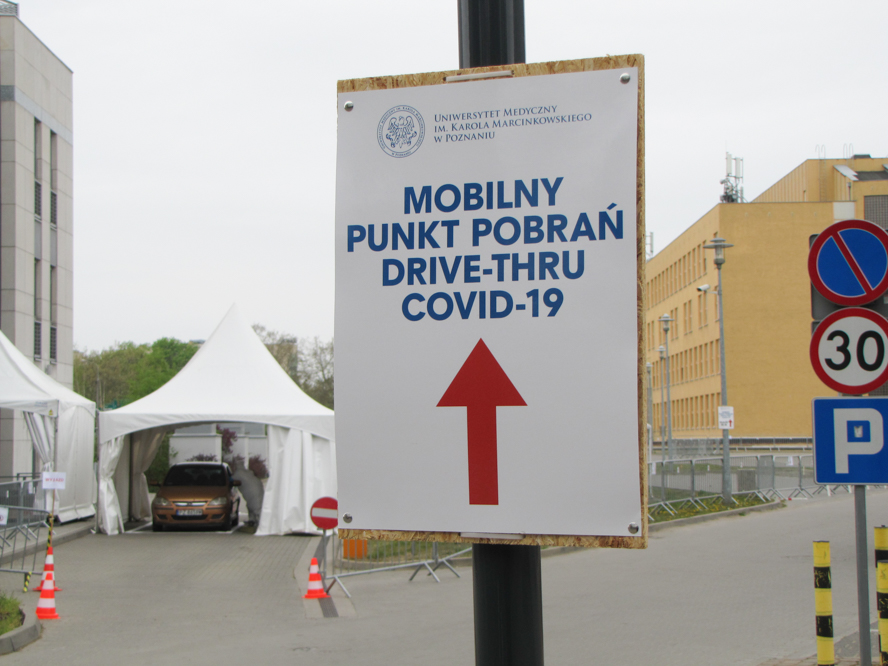 UNIWERSYTET MEDYCZNY
IM. KAROLA MARCINKOWSKIEGO
W POZNANIU
MOBILNY
PUNKT POBRAŃ
DRIVE-THRU
COVID-19
30
P